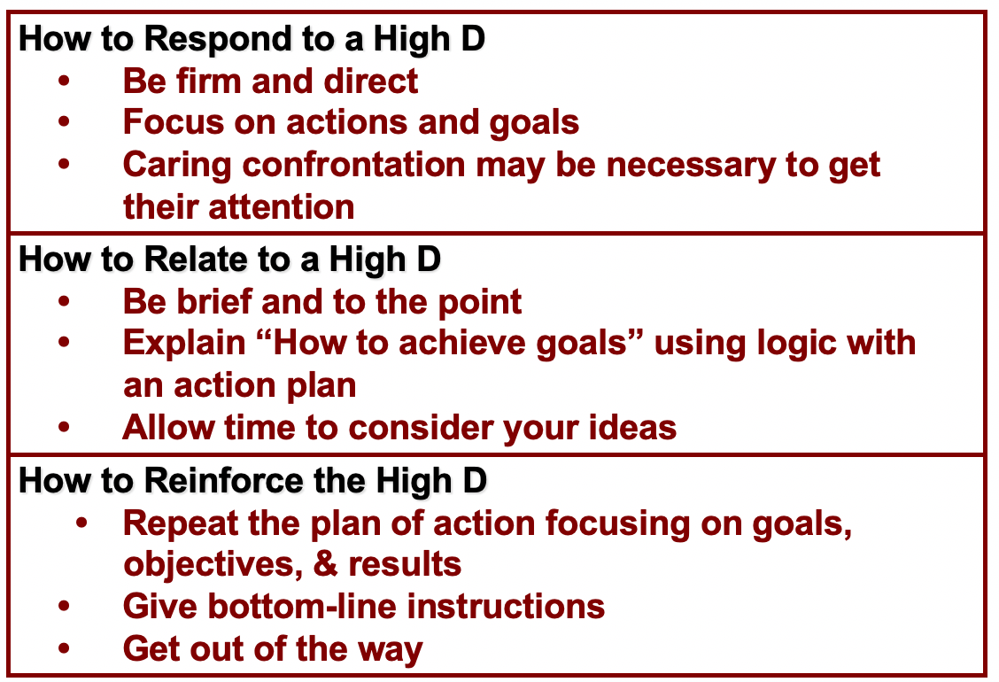 How to Respond to a High D
• Be firm and direct
• Focus on actions and goals
• Caring confrontation may be necessary to get
their attention
How to Relate to a High D
• Be brief and to the point
• Explain “How to achieve goals” using logic with
an action plan
• Allow time to consider your ideas
How to Reinforce the High D
• Repeat the plan of action focusing on goals,
objectives, & results
• Give bottom-line instructions
• Get out of the way